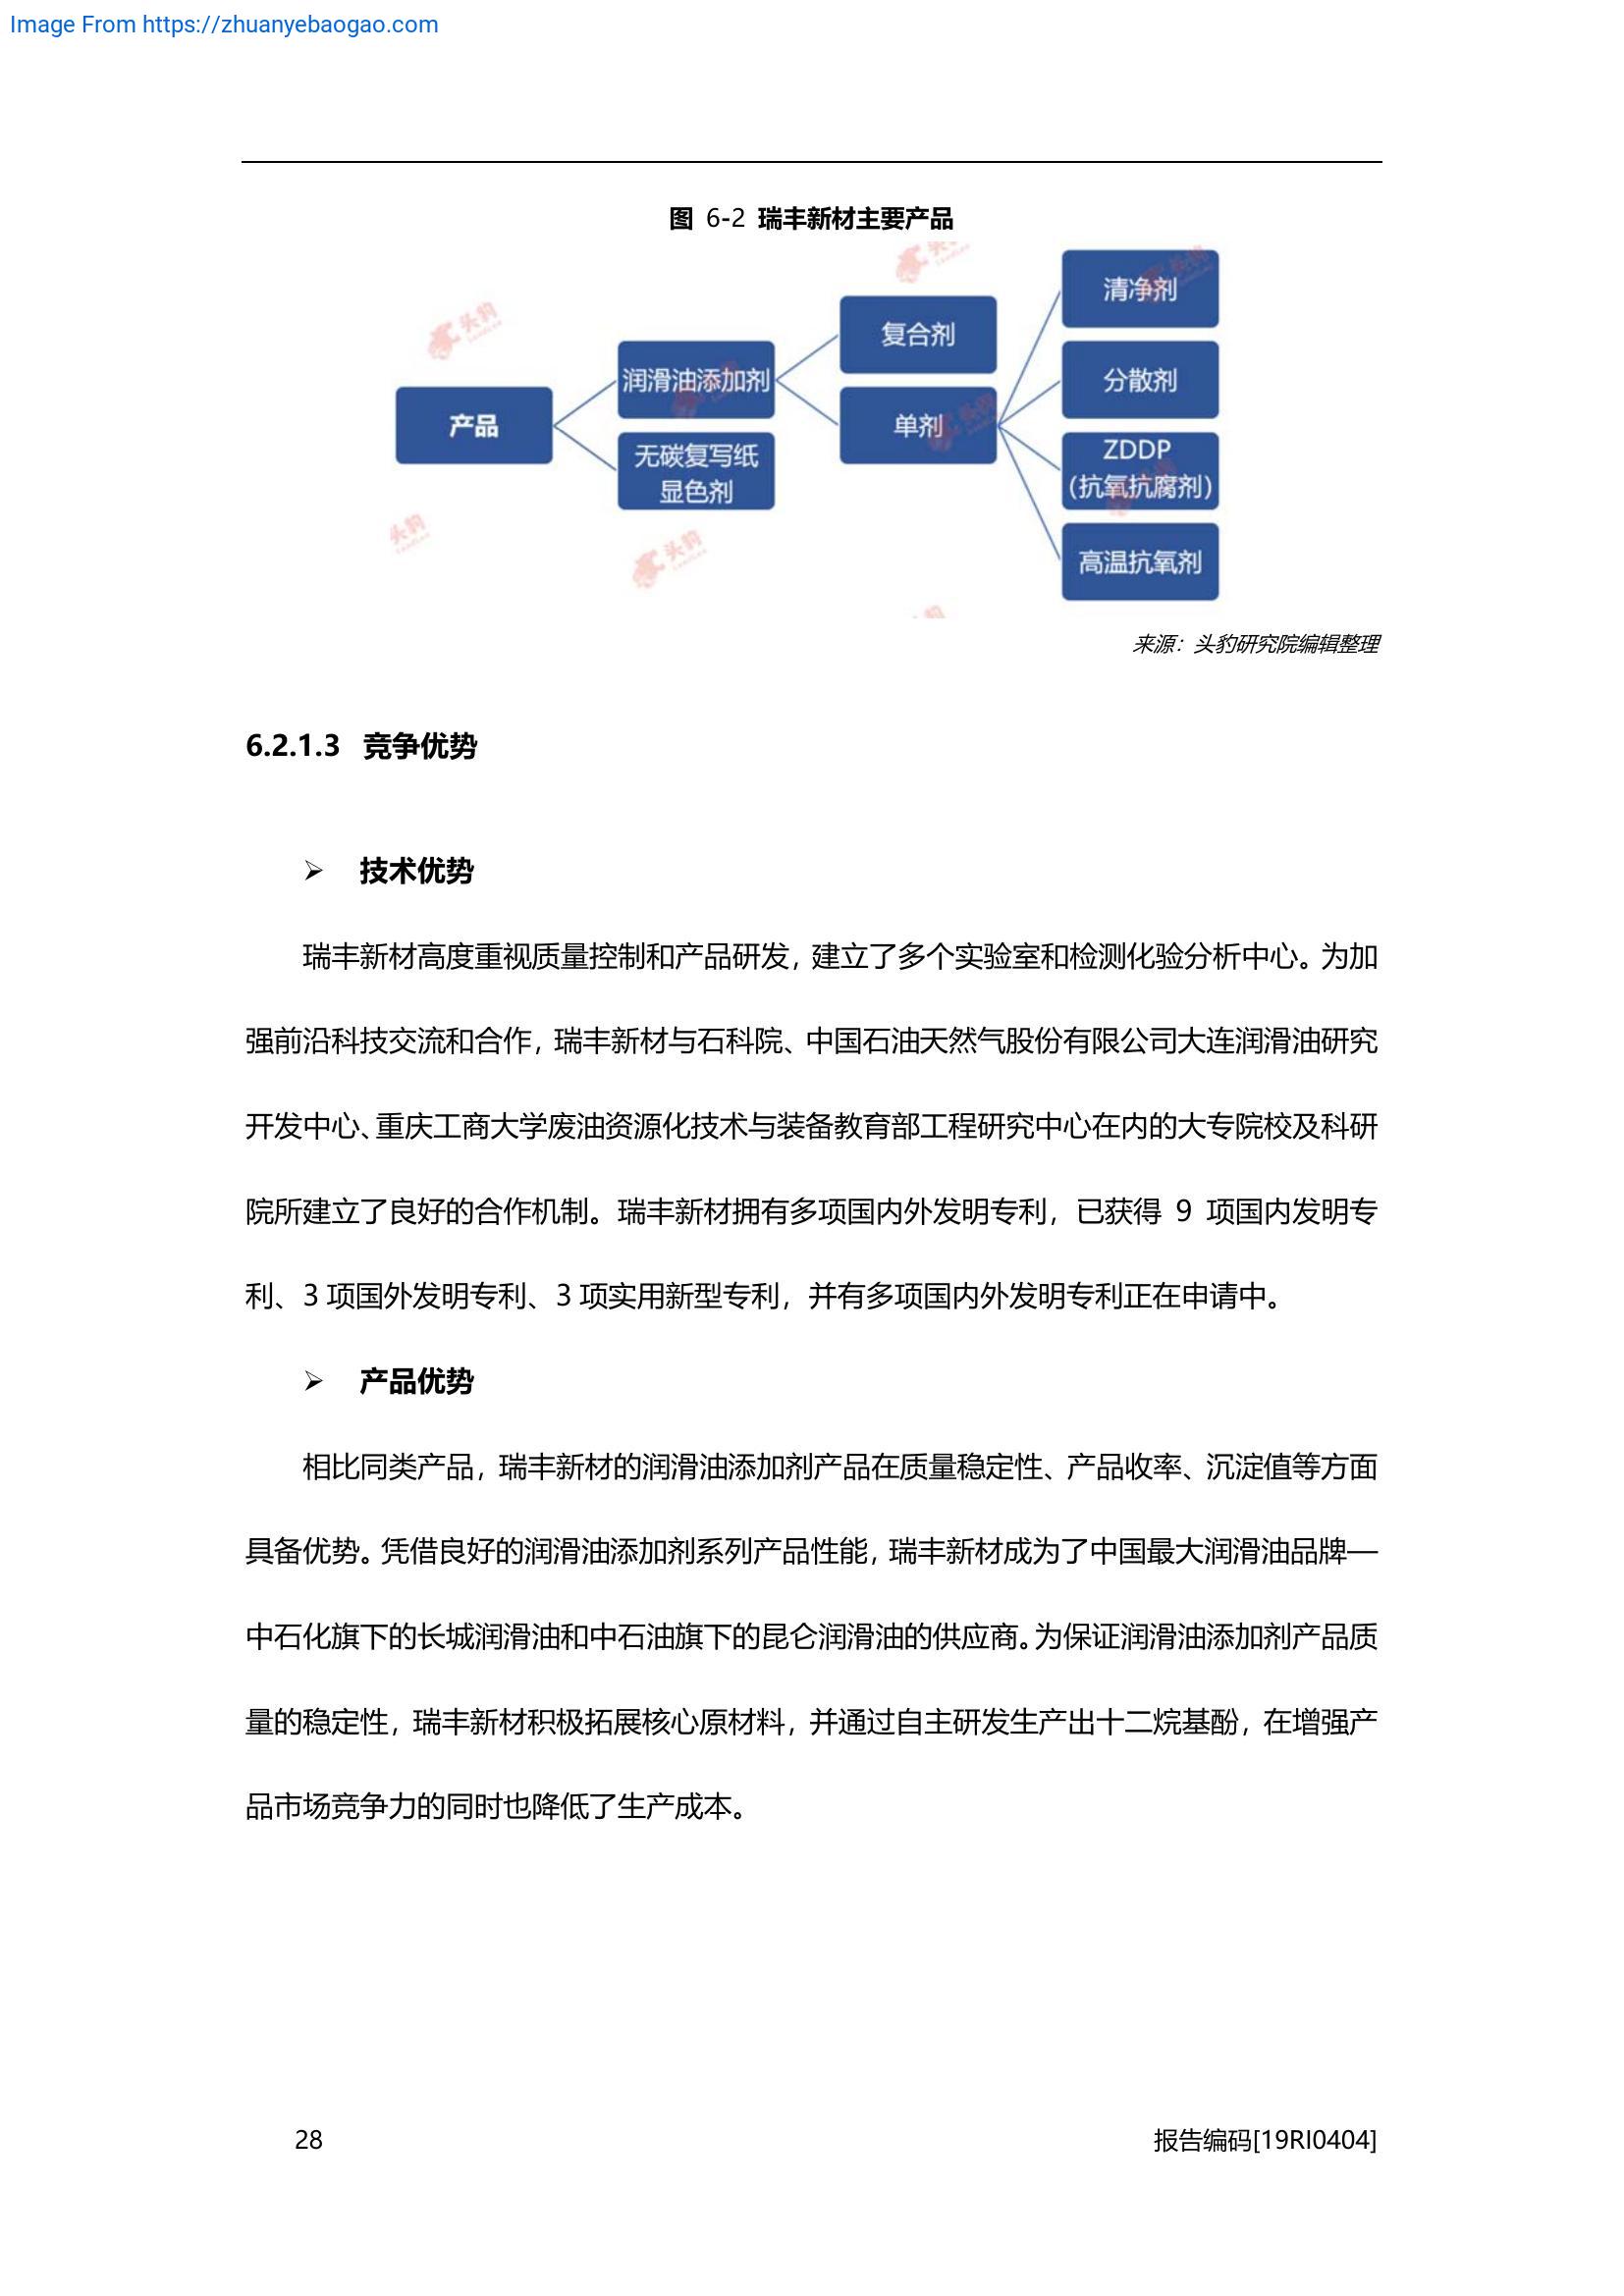 Image From https://zhuanyebaogao.com
图 6-2 瑞丰新材主要产品
产品
润滑油添加剂
无碳复写纸
显色剂
复合剂
单剂
清净剂
分散剂
ZDDP
(抗氧抗腐剂)
高温抗氧剂
头豹
头豹
头豹
来源：头豹研究院编辑整理
6.2.1.3 竞争优势
➢ 技术优势
瑞丰新材高度重视质量控制和产品研发，建立了多个实验室和检测化验分析中心。为加
强前沿科技交流和合作，瑞丰新材与石科院、中国石油天然气股份有限公司大连润滑油研究
开发中心、重庆工商大学废油资源化技术与装备教育部工程研究中心在内的大专院校及科研
院所建立了良好的合作机制。瑞丰新材拥有多项国内外发明专利，已获得 9 项国内发明专
利、3 项国外发明专利、3 项实用新型专利，并有多项国内外发明专利正在申请中。
➢ 产品优势
相比同类产品，瑞丰新材的润滑油添加剂产品在质量稳定性、产品收率、沉淀值等方面
具备优势。凭借良好的润滑油添加剂系列产品性能，瑞丰新材成为了中国最大润滑油品牌—
中石化旗下的长城润滑油和中石油旗下的昆仑润滑油的供应商。为保证润滑油添加剂产品质
量的稳定性，瑞丰新材积极拓展核心原材料，并通过自主研发生产出十二烷基酚，在增强产
品市场竞争力的同时也降低了生产成本。
28
报告编码[19RI0404]